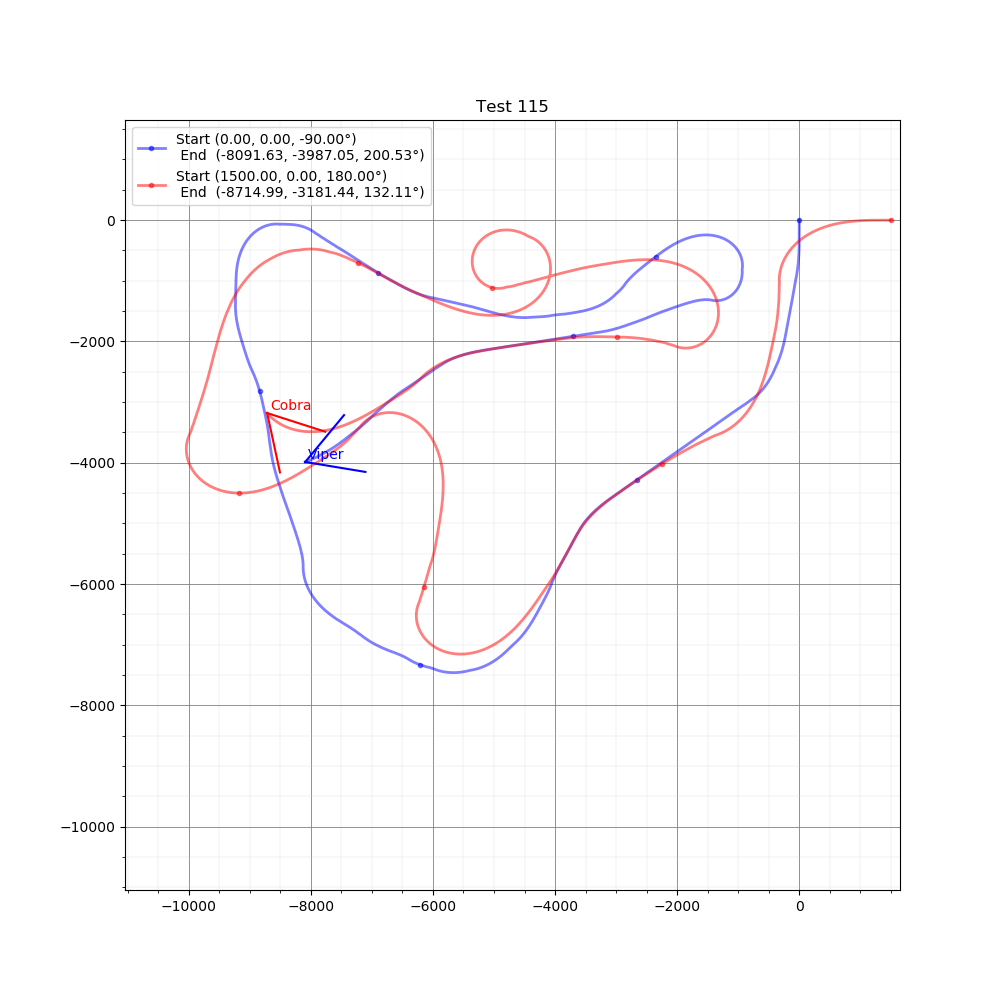 Test 115
Start (0.00, 0.00, -90.00°)
End (-8091.63, -3987.05, 200.53°)
Start (1500.00, 0.00, 180.00°)
End (-8714.99, -3181.44, 132.11°)
0
−2000
−4000
−6000
−8000
−10000
Cobra
Viper
−10000 −8000 −6000 −4000 −2000 0